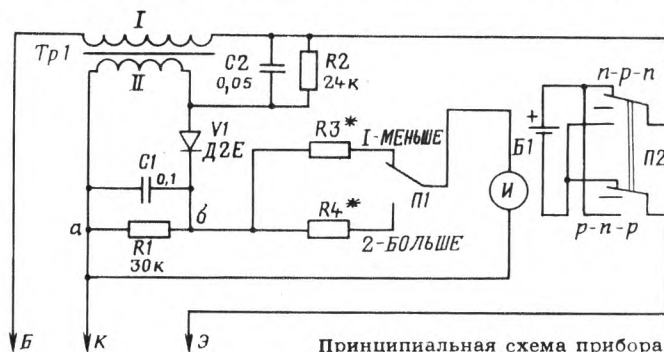 I
Тр1
II
C2
0,05
R2
24к
n-p-n
V1
Д2Е
R3*
I-МЕНЬШЕ
Б1
+
П2
C1
0,1
П1
И
а
б
R4*
2-БОЛЬШЕ
p-n-p
R1
30к
Б
К
Э
Принципиальная схема прибора